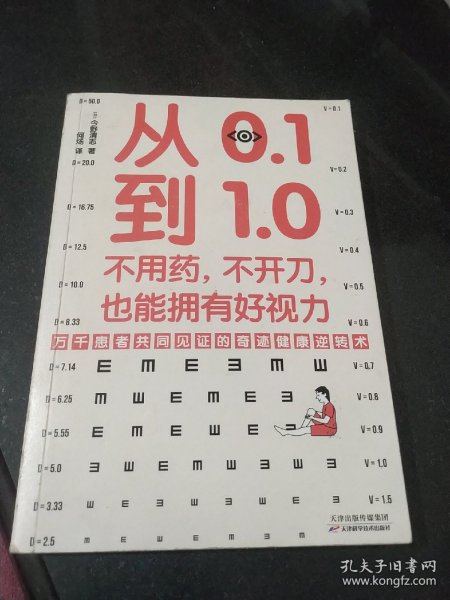 D=50.0
V=0.1
[日]今野清志 著
何炀 译
从 0.1
到 1.0
D=20.0
V=0.2
D=16.75
V=0.3
D=12.5
V=0.4
不用药，不开刀，
D=10.0
V=0.5
也能拥有好视力
D=8.33
V=0.6
万千患者共同见证的奇迹健康逆转术
D=7.14
E M E Ǝ M Ш
V=0.7
D=6.25
M Ш E M E Ǝ
V=0.8
D=5.55
E M E Ш E Ǝ
V=0.9
D=5.0
Ǝ Ш E M Ш Ǝ Ш
V=1.0
D=3.33
Ш E Ǝ Ш Ǝ Ш E
V=1.5
D=2.5
天津出版传媒集团
天津科学技术出版社
孔夫子旧书网
www.kongfz.com